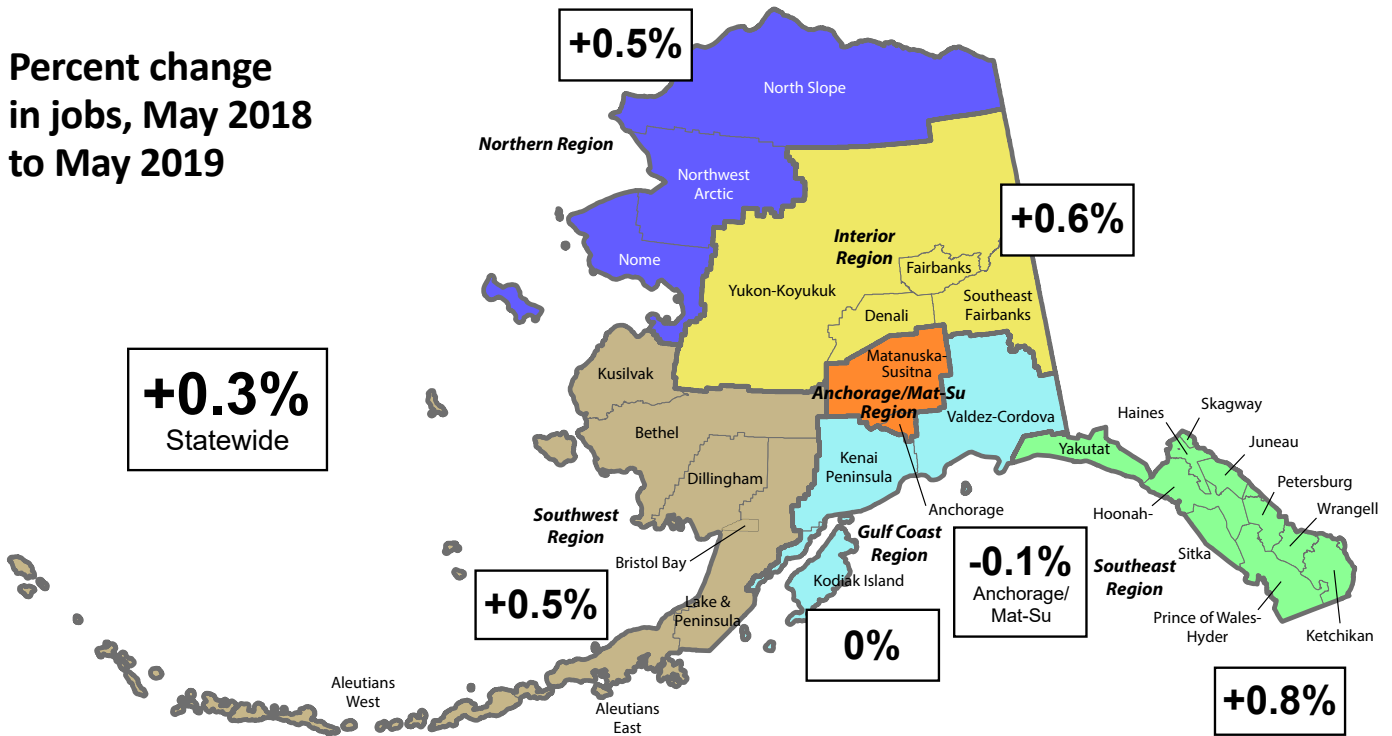 Percent change
in jobs, May 2018
to May 2019
+0.5%
North Slope
Northern Region
Northwest
Arctic
Nome
+0.6%
Interior
Region
Fairbanks
Yukon-Koyukuk
Southeast
Fairbanks
Denali
+0.3%
Statewide
Kusilvak
Matanuska-
Susitna
Anchorage/Mat-Su
Region
Valdez-Cordova
Bethel
Dillingham
Kenai
Peninsula
Anchorage
Yakutat
Haines
Skagway
Juneau
Petersburg
Wrangell
Hoonah-
Sitka
Southeast
Region
Prince of Wales-
Hyder
Ketchikan
+0.8%
-0.1%
Anchorage/
Mat-Su
Gulf Coast
Region
Kodiak Island
0%
Southwest
Region
Bristol Bay
+0.5%
Lake &
Peninsula
Aleutians
West
Aleutians
East